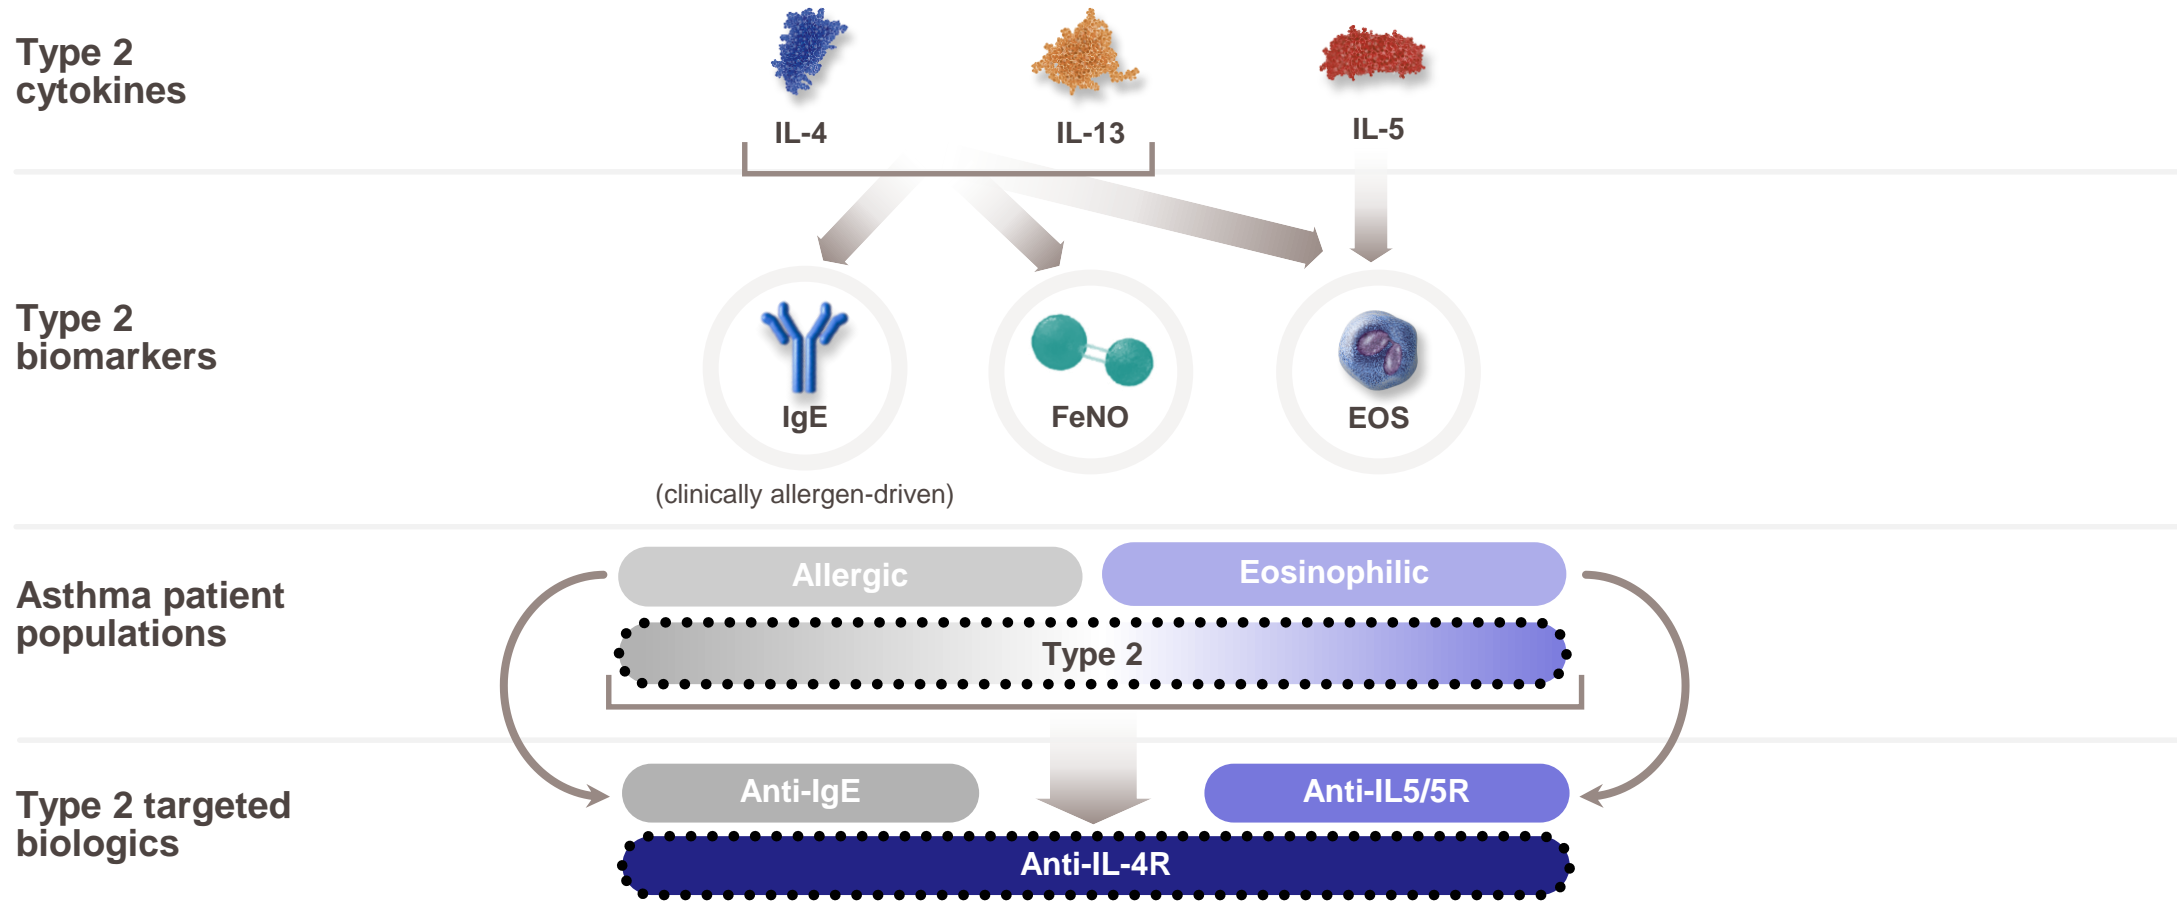 Type 2
cytokines
IL-4
IL-13
IL-5
Type 2
biomarkers
IgE
FeNO
EOS
(clinically allergen-driven)
Asthma patient
populations
Allergic
Eosinophilic
Type 2
Type 2 targeted
biologics
Anti-IgE
Anti-IL5/5R
Anti-IL-4R